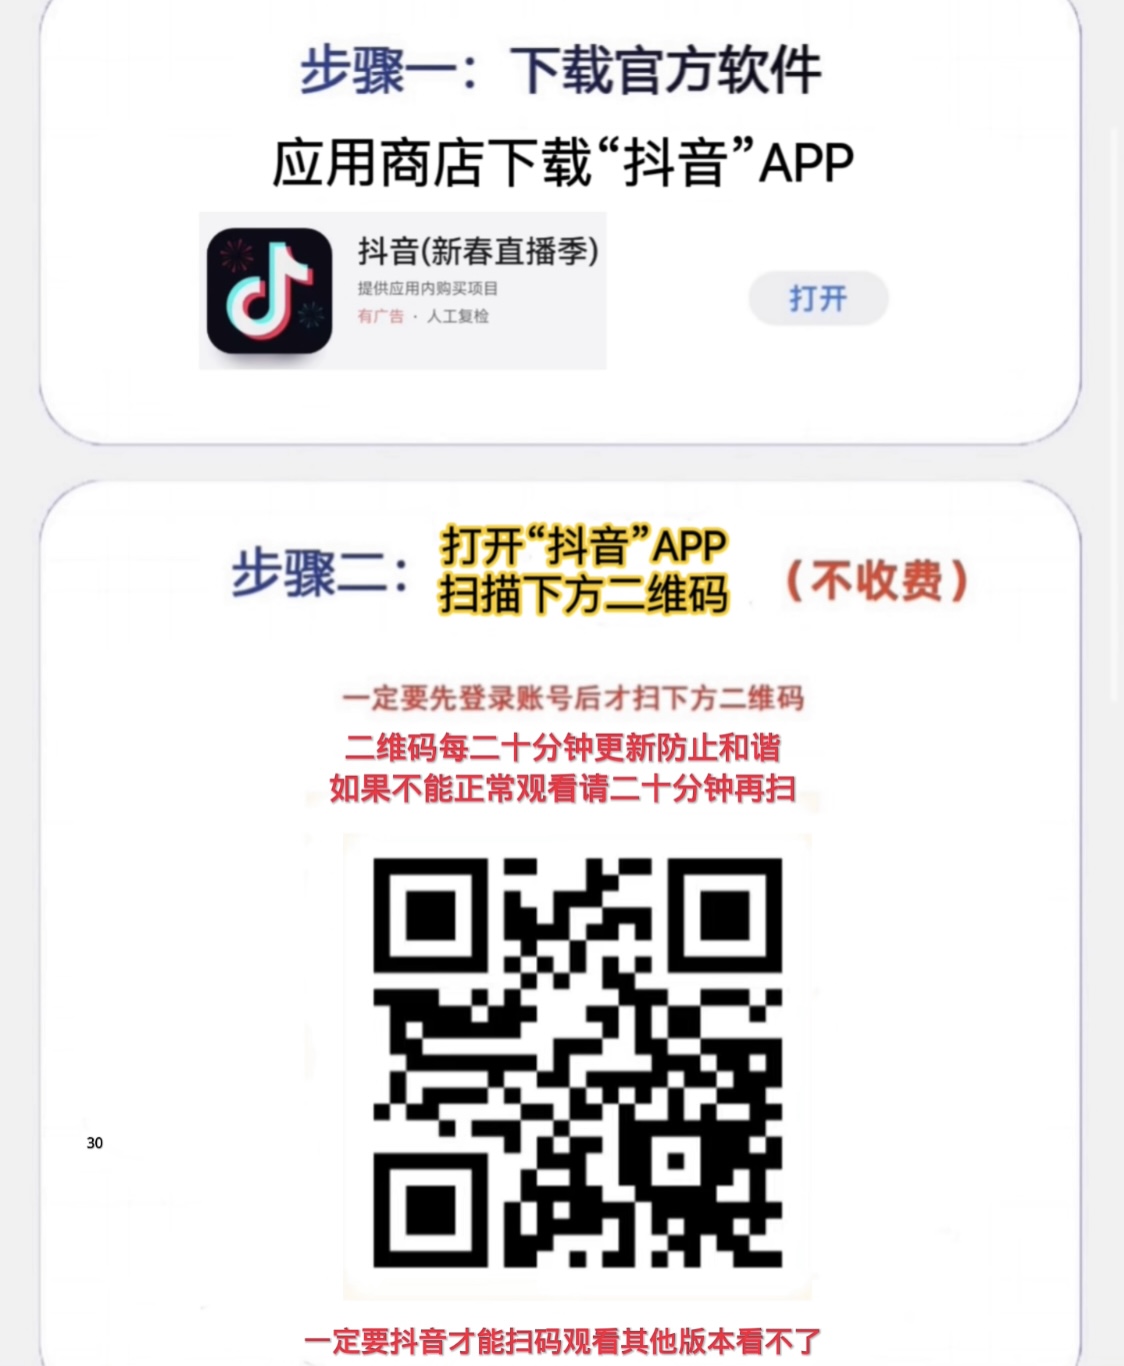 步骤一：下载官方软件
应用商店下载“抖音”APP
抖音(新春直播季)
提供应用内购买项目
有广告 · 人工复检
打开
步骤二：
打开“抖音”APP
扫描下方二维码
（不收费）
一定要先登录账号后才扫下方二维码
二维码每二十分钟更新防止和谐
如果不能正常观看请二十分钟再扫
30
一定要抖音才能扫码观看其他版本看不了